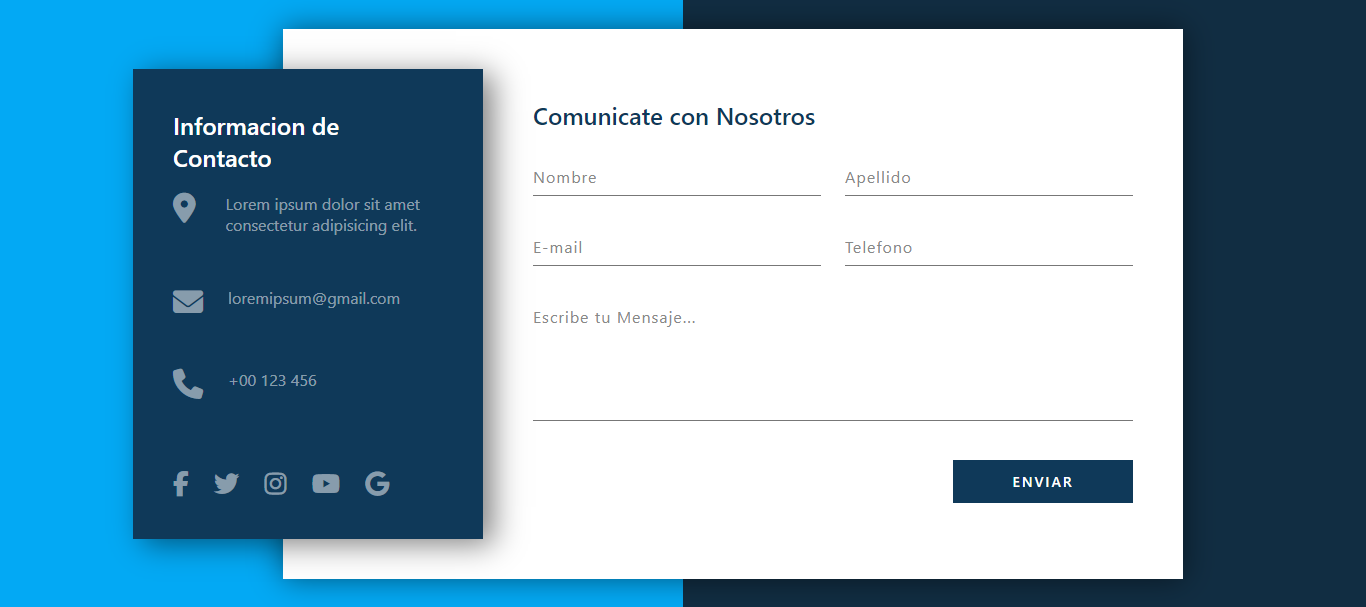 Informacion de
Contacto
Lorem ipsum dolor sit amet
consectetur adipisicing elit.
loremipsum@gmail.com
+00 123 456
Comunicate con Nosotros
Nombre
Apellido
E-mail
Telefono
Escribe tu Mensaje...
ENVIAR